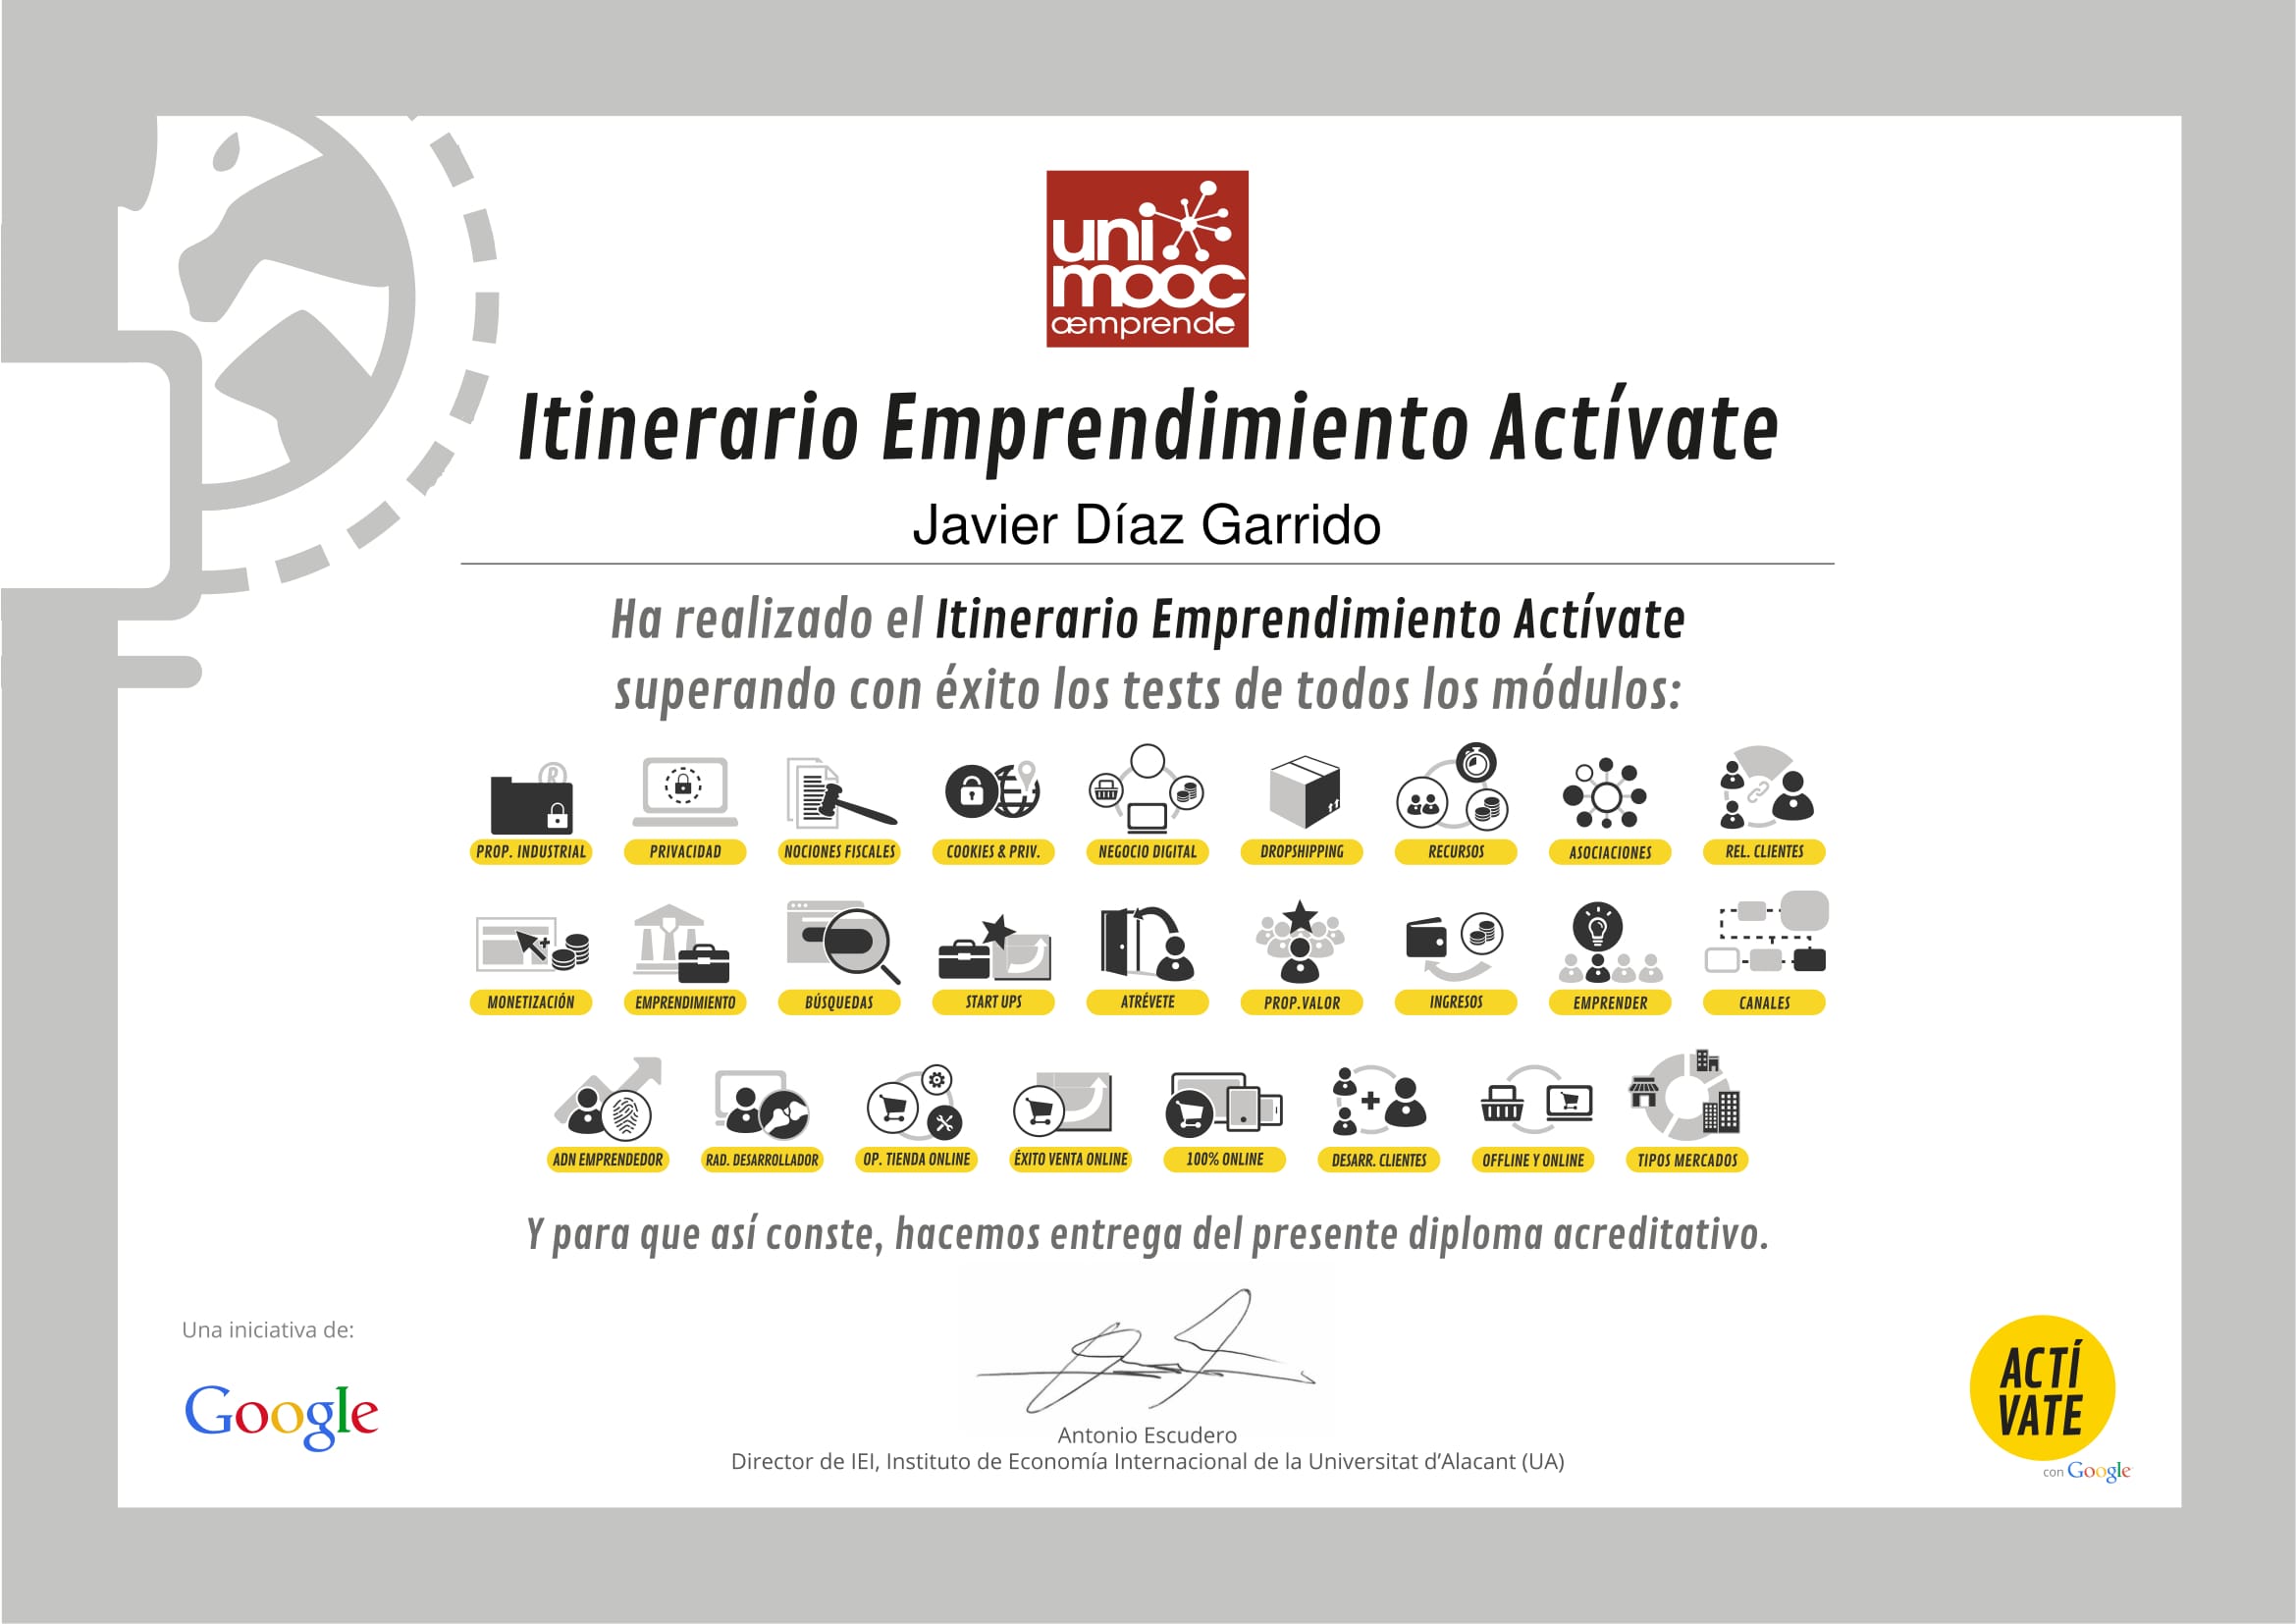 uni
mooc
æmprende
Itinerario Emprendimiento Actívate
Javier Díaz Garrido
Ha realizado el Itinerario Emprendimiento Actívate
superando con éxito los tests de todos los módulos:
R
PROP. INDUSTRIAL PRIVACIDAD NOCIONES FISCALES COOKIES & PRIV. NEGOCIO DIGITAL DROPSHIPPING RECURSOS ASOCIACIONES REL. CLIENTES
MONETIZACIÓN EMPRENDIMIENTO BÚSQUEDAS START UPS ATRÉVETE PROP.VALOR INGRESOS EMPRENDER CANALES
ADN EMPRENDEDOR RAD. DESARROLLADOR OP. TIENDA ONLINE ÉXITO VENTA ONLINE 100% ONLINE DESARR. CLIENTES OFFLINE Y ONLINE TIPOS MERCADOS
Y para que así conste, hacemos entrega del presente diploma acreditativo.
Una iniciativa de:
Google
Antonio Escudero
Director de IEI, Instituto de Economía Internacional de la Universitat d’Alacant (UA)
ACTÍ
VATE
con Google